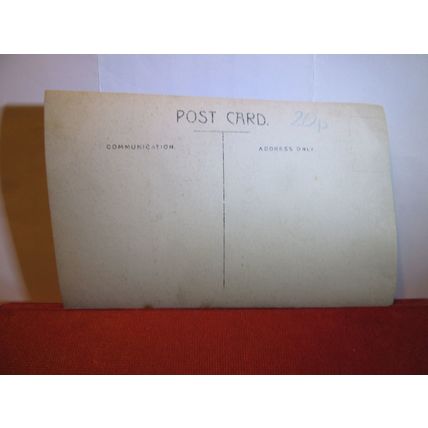 POST CARD. 20p
COMMUNICATION. ADDRESS ONLY.